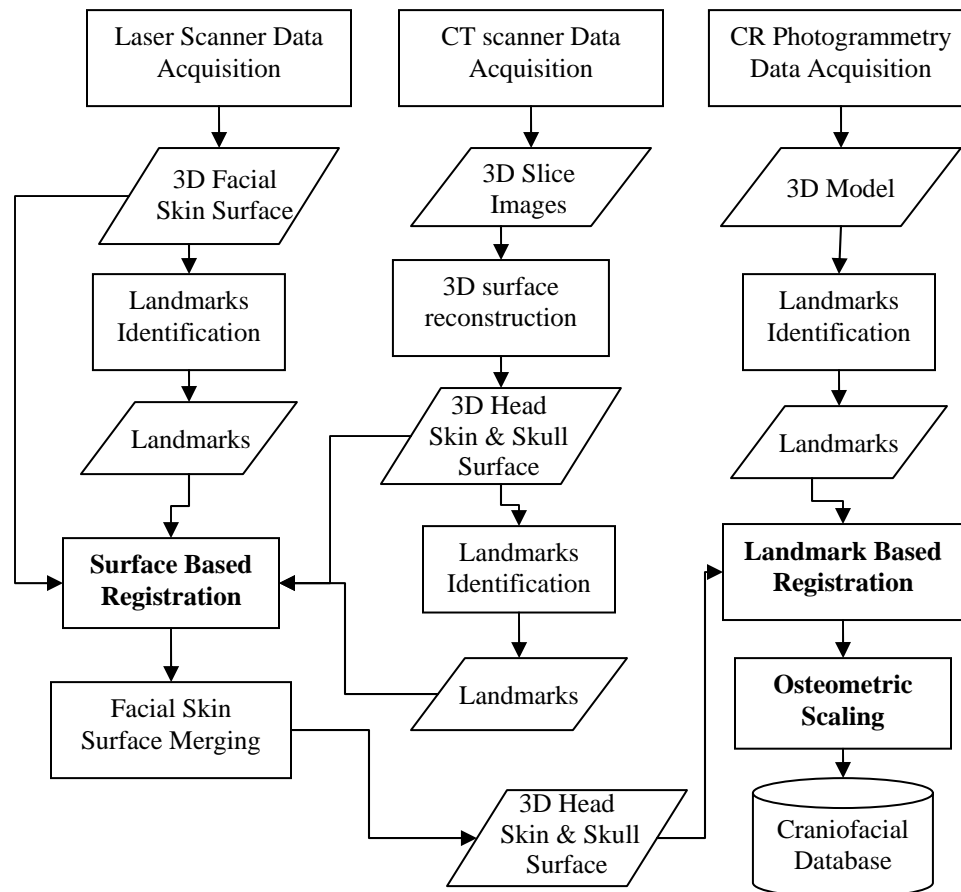 Laser Scanner Data
Acquisition
CT scanner Data
Acquisition
CR Photogrammetry
Data Acquisition
3D Facial
Skin Surface
3D Slice
Images
3D Model
Landmarks
Identification
3D surface
reconstruction
Landmarks
Identification
Landmarks
3D Head
Skin & Skull
Surface
Landmarks
Surface Based
Registration
Landmarks
Identification
Landmark Based
Registration
Facial Skin
Surface Merging
Landmarks
Osteometric
Scaling
3D Head
Skin & Skull
Surface
Craniofacial
Database